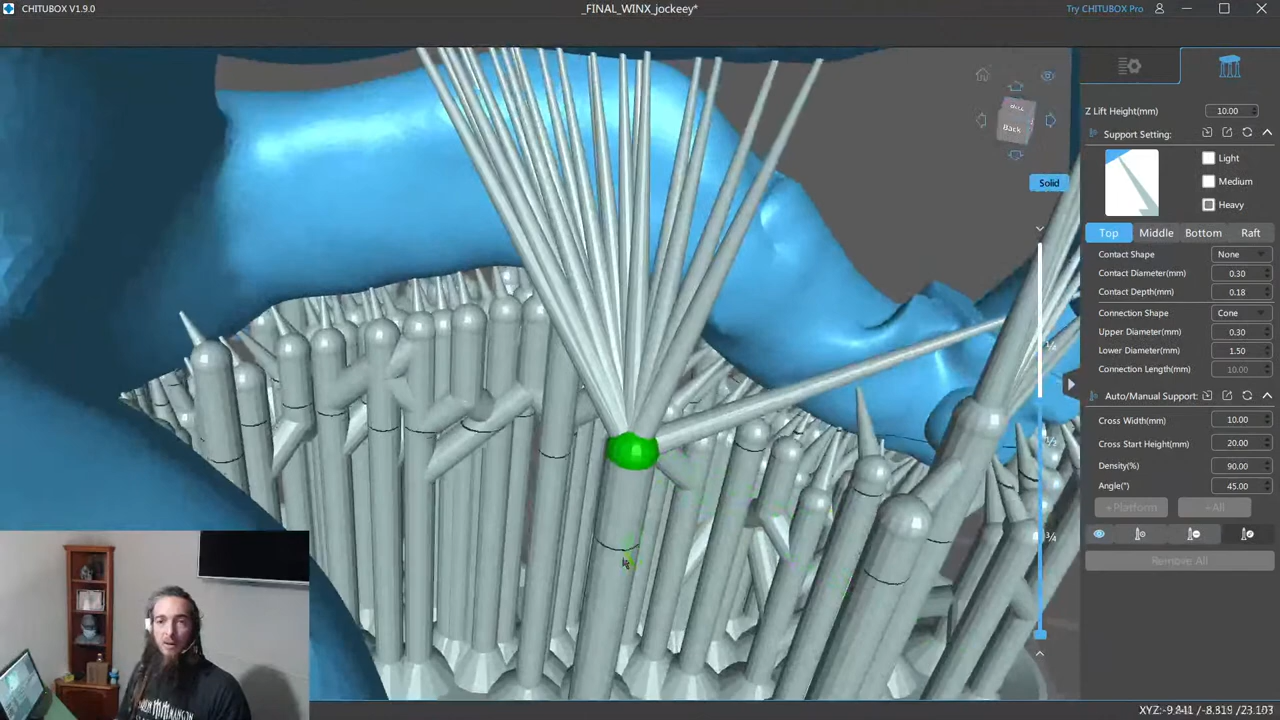 CHITUBOX V1.9.0
_FINAL_WINX_jockeey*
Try CHITUBOX Pro
Z Lift Height(mm)
10.00
Support Setting:
Light
Medium
Heavy
Back
Solid
Top
Middle
Bottom
Raft
Contact Shape
None
Contact Diameter(mm)
0.30
Contact Depth(mm)
0.18
Connection Shape
Cone
Upper Diameter(mm)
0.30
Lower Diameter(mm)
1.50
Connection Length(mm)
10.00
Auto/Manual Support:
Cross Width(mm)
10.00
Cross Start Height(mm)
20.00
Density(%)
90.00
Angle(°)
45.00
+Platform
+All
Remove All
XYZ:-9.841 /-8.319 /23.103